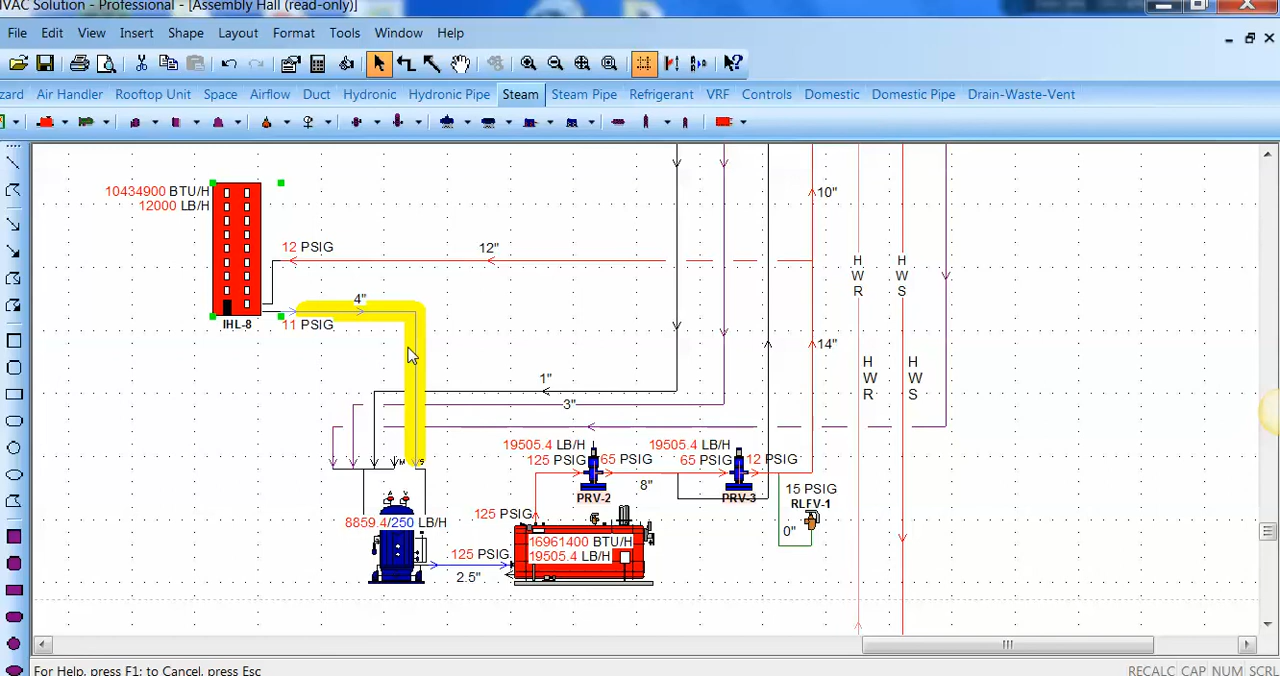 IVAC Solution - Professional - [Assembly Hall (read-only)]
File Edit View Insert Shape Layout Format Tools Window Help
zard Air Handler Rooftop Unit Space Airflow Duct Hydronic Hydronic Pipe Steam Steam Pipe Refrigerant VRF Controls Domestic Domestic Pipe Drain-Waste-Vent
10434900 BTU/H
12000 LB/H
12 PSIG
12"
10"
4"
11 PSIG
IHL-8
H W R
H W S
14"
H W R
H W S
1"
3"
M S
19505.4 LB/H
125 PSIG
65 PSIG
PRV-2
8"
19505.4 LB/H
65 PSIG
12 PSIG
PRV-3
15 PSIG
RLFV-1
0"
A V
8859.4/250 LB/H
125 PSIG
16961400 BTU/H
19505.4 LB/H
125 PSIG
2.5"
For Help, press F1; to Cancel, press Esc
RECALC CAP NUM SCRL